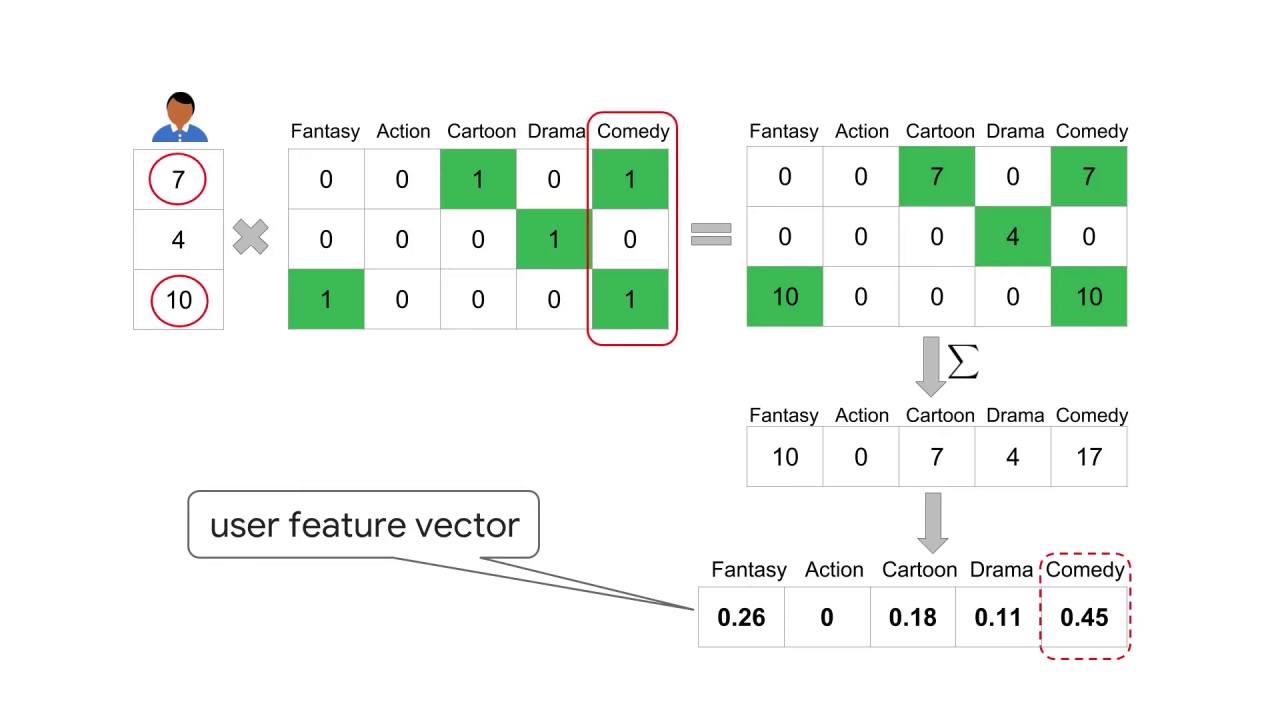 Fantasy Action Cartoon Drama Comedy
7
4
10
0 0 1 0 1
0 0 0 1 0
1 0 0 0 1
Fantasy Action Cartoon Drama Comedy
0 0 7 0 7
0 0 0 4 0
10 0 0 0 10
∑
Fantasy Action Cartoon Drama Comedy
10 0 7 4 17
user feature vector
Fantasy Action Cartoon Drama Comedy
0.26 0 0.18 0.11 0.45